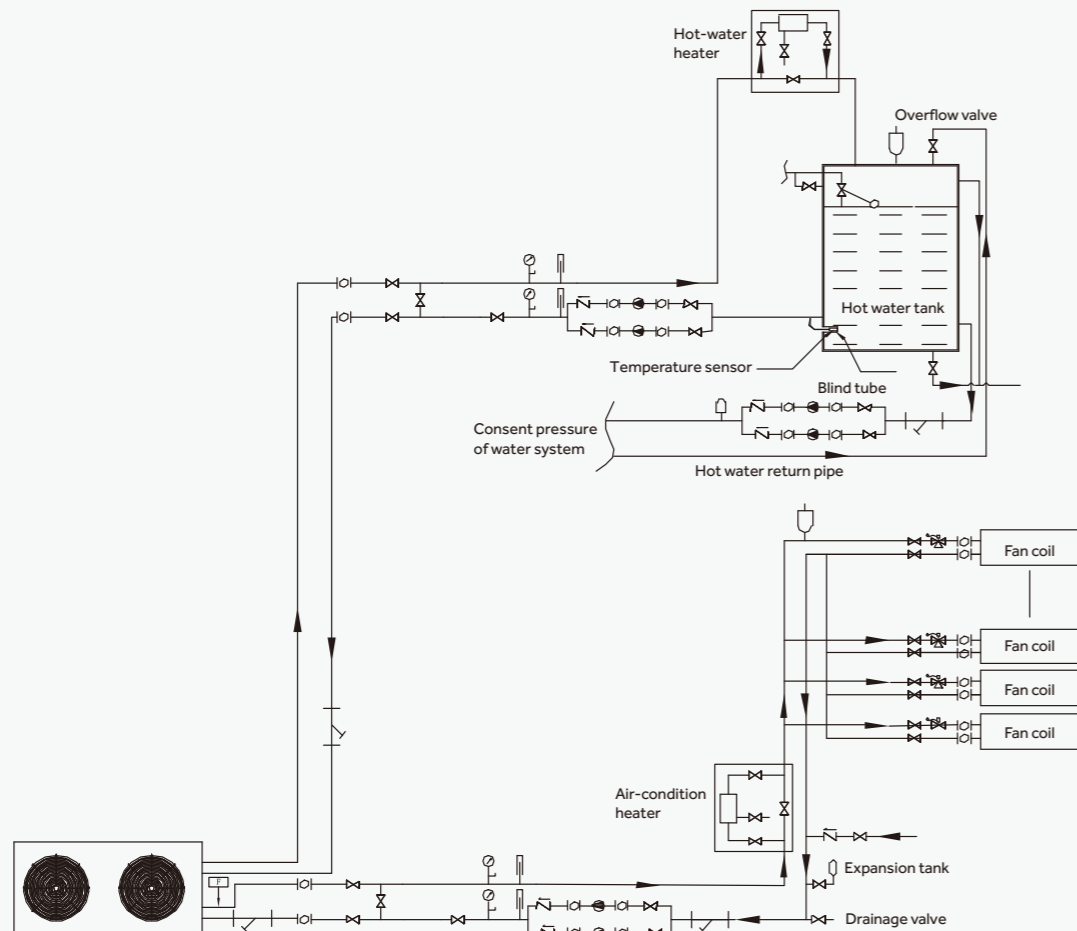 Hot-water
heater
Overflow valve
Hot water tank
Temperature sensor
Blind tube
Consent pressure
of water system
Hot water return pipe
Fan coil
Fan coil
Fan coil
Fan coil
Air-condition
heater
F
Expansion tank
Drainage valve